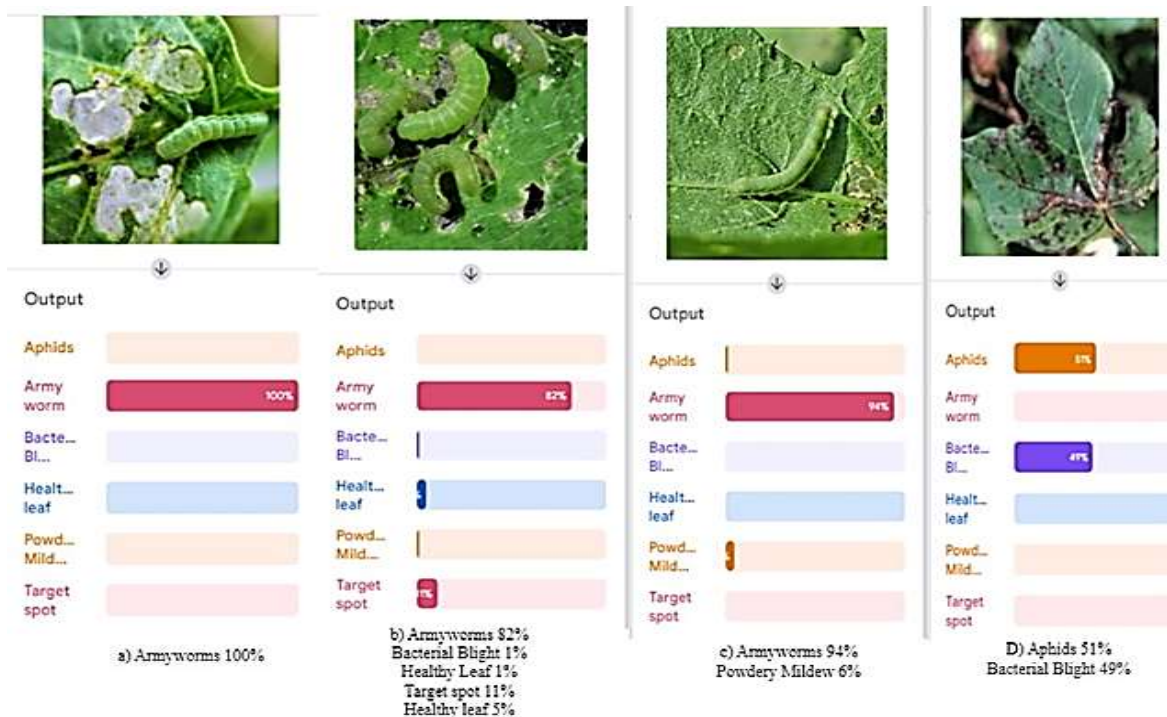 Output
Aphids
Army
worm
100%
Bacte...
Bl...
Healt...
leaf
Powd...
Mild...
Target
spot
a) Armyworms 100%
Output
Aphids
Army
worm
82%
Bacte...
Bl...
Healt...
leaf
Powd...
Mild...
Target
spot
11%
b) Armyworms 82%
Bacterial Blight 1%
Healthy Leaf 1%
Target spot 11%
Healthy leaf 5%
Output
Aphids
Army
worm
94%
Bacte...
Bl...
Healt...
leaf
Powd...
Mild...
Target
spot
c) Armyworms 94%
Powdery Mildew 6%
Output
Aphids
51%
Army
worm
Bacte...
Bl...
49%
Healt...
leaf
Powd...
Mild...
Target
spot
D) Aphids 51%
Bacterial Blight 49%